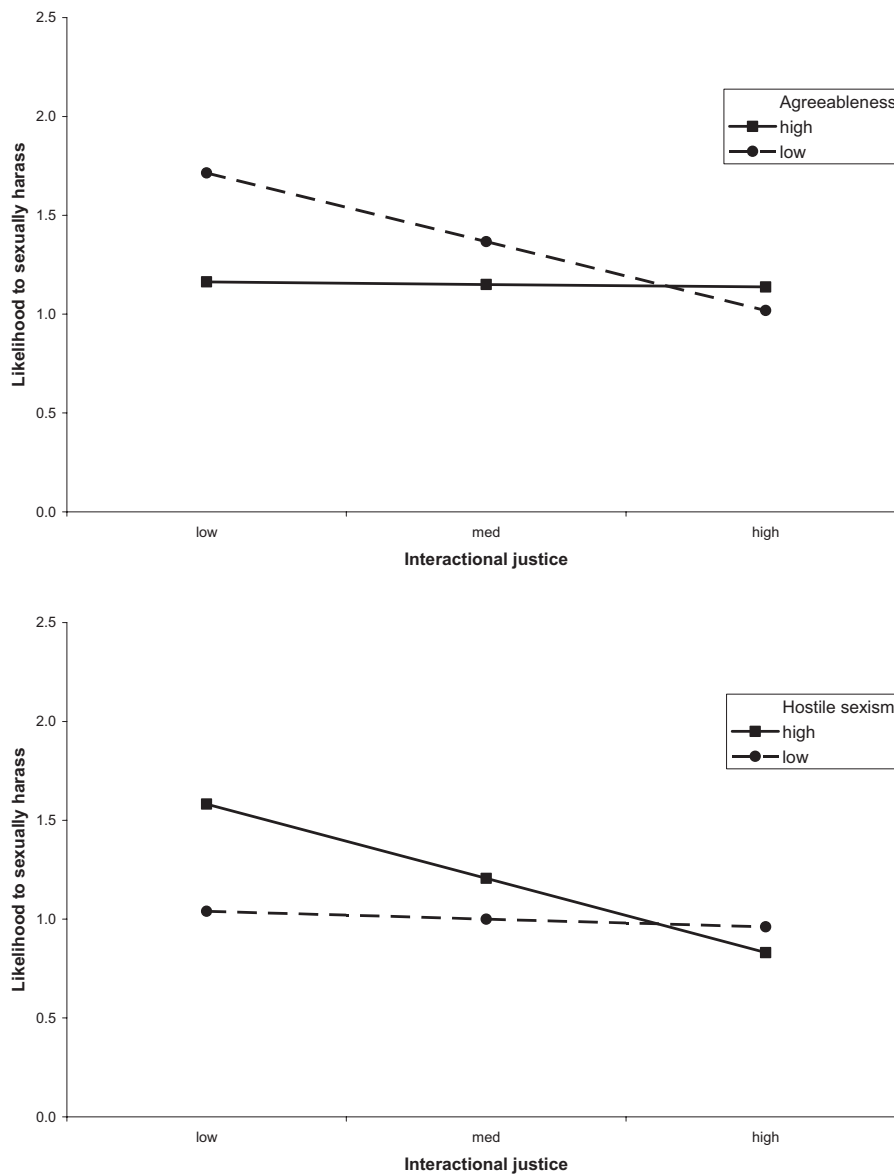 2.5
Agreeableness
high
low
2.0
1.5
1.0
0.5
0.0
Likelihood to sexually harass
low med high
Interactional justice
2.5
Hostile sexism
high
low
2.0
1.5
1.0
0.5
0.0
Likelihood to sexually harass
low med high
Interactional justice